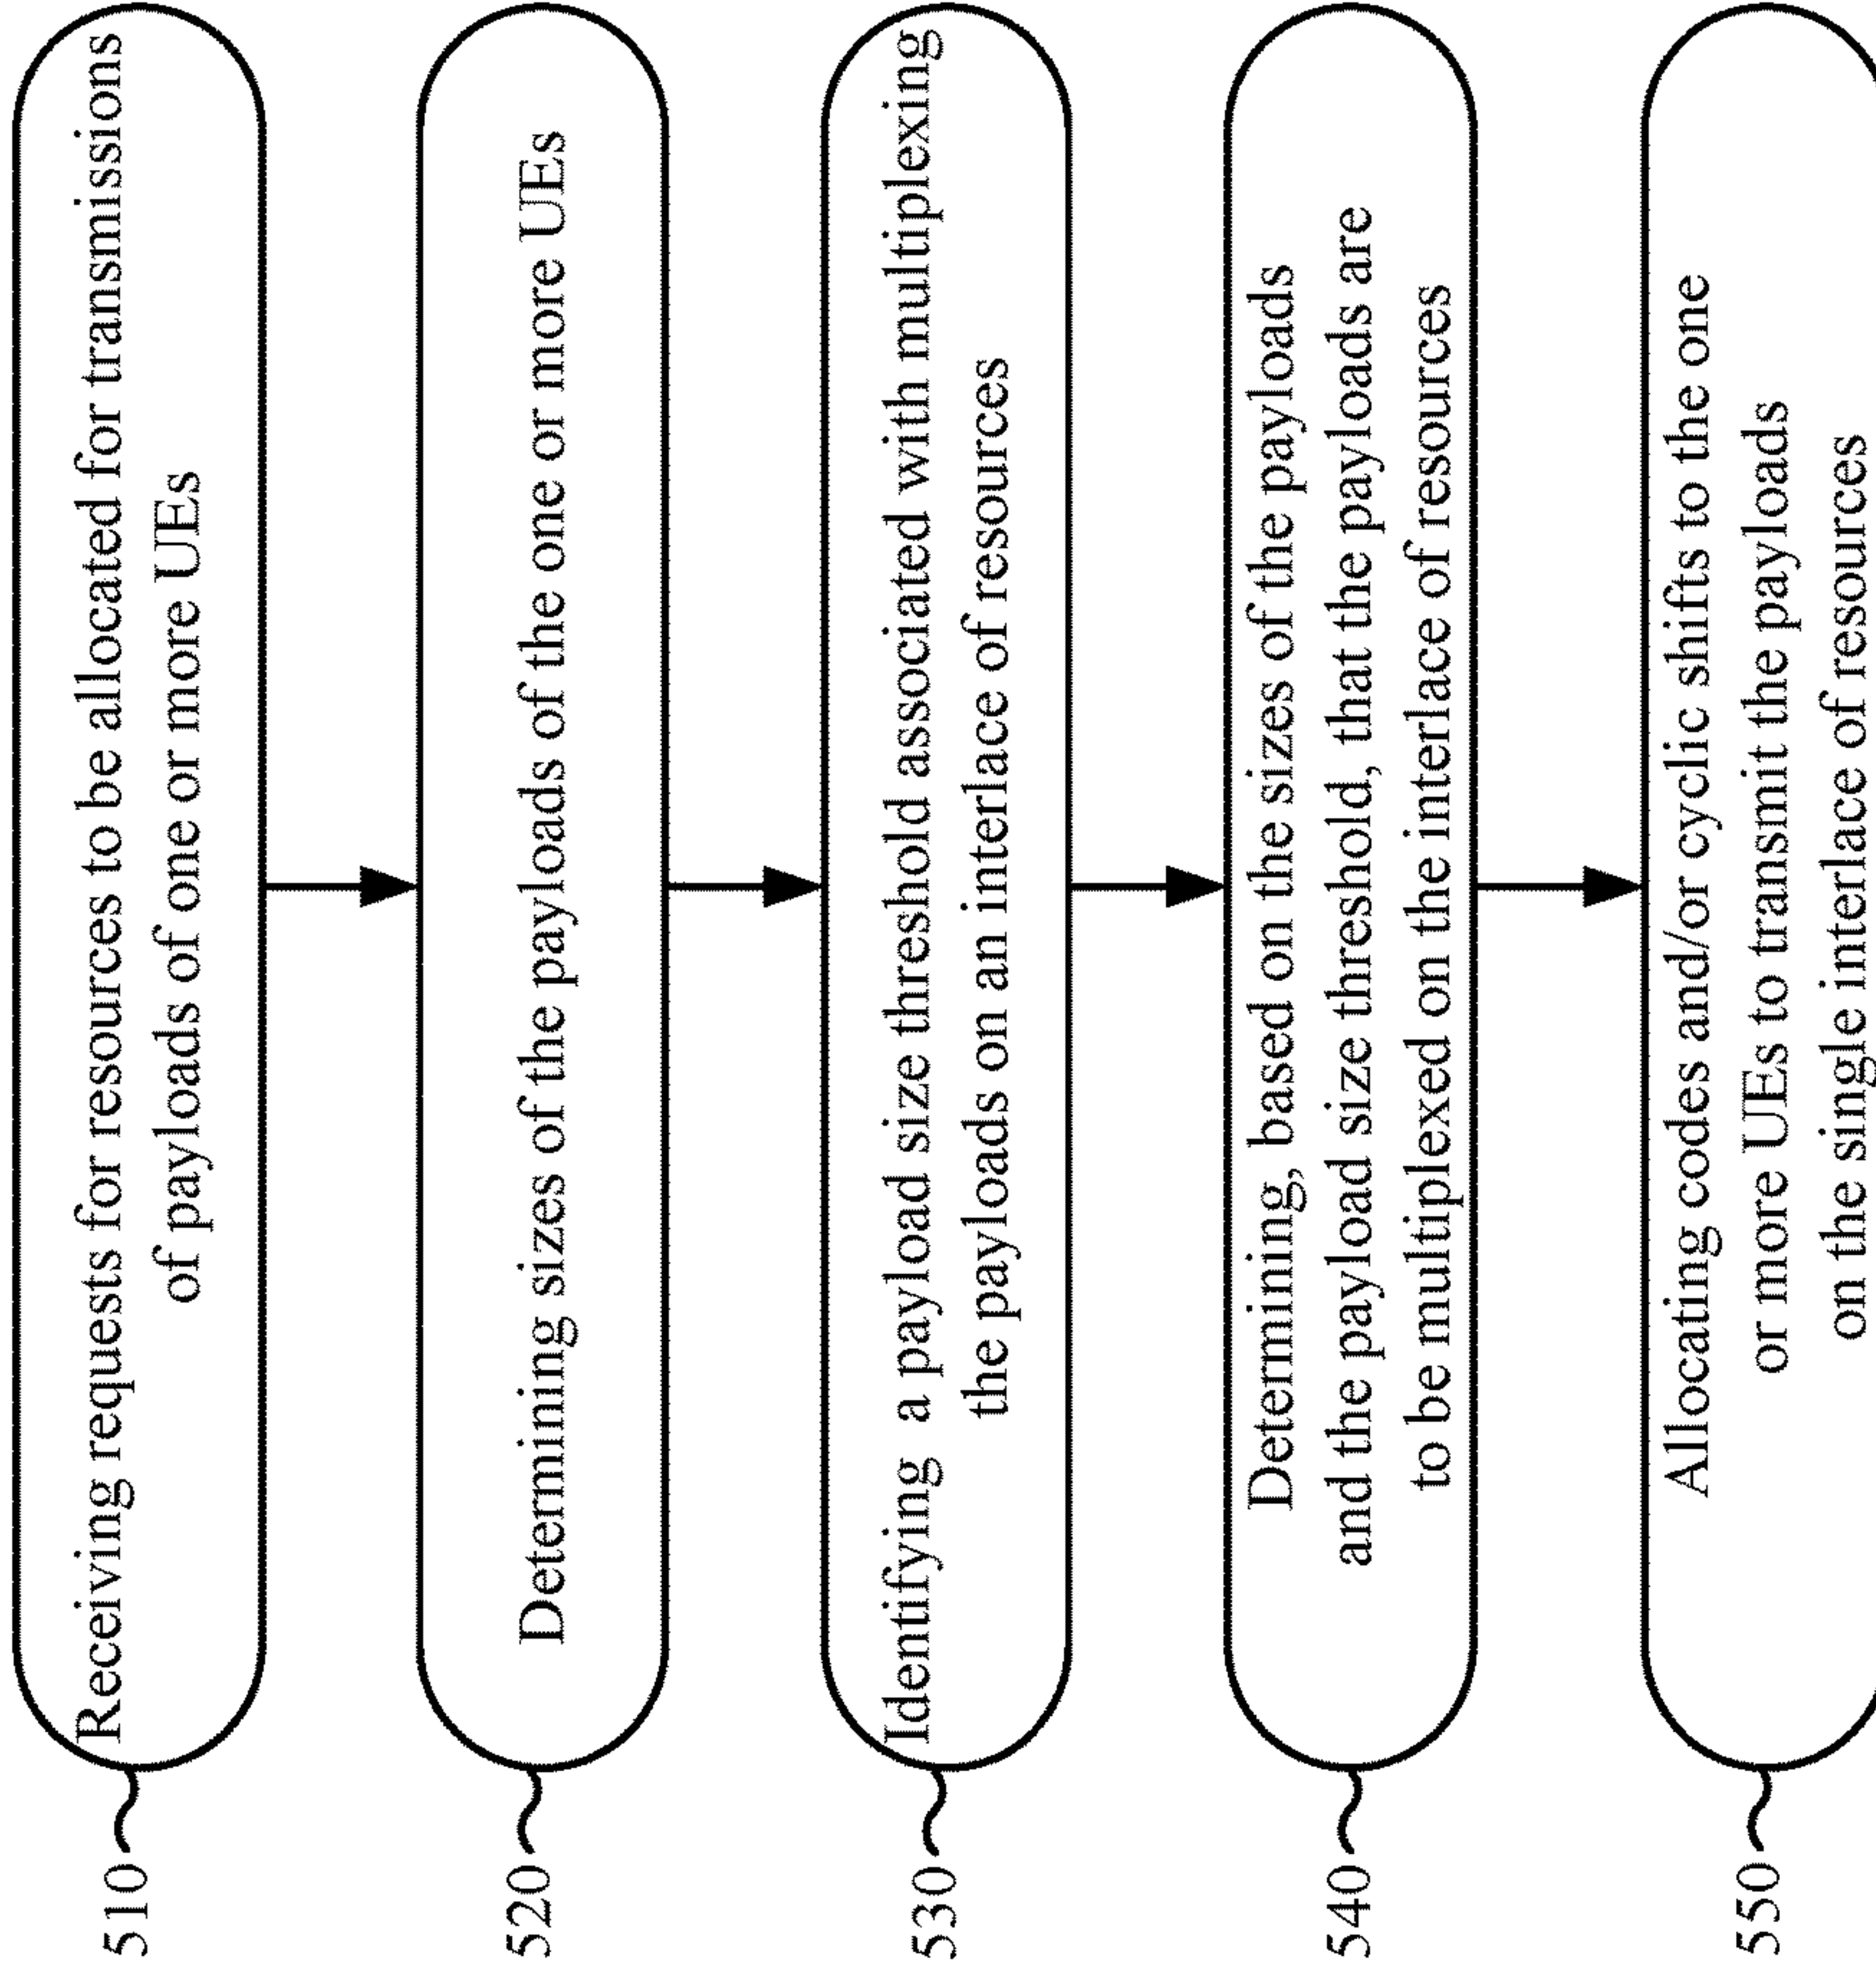 510
Receiving requests for resources to be allocated for transmissions
of payloads of one or more UEs
520
Determining sizes of the payloads of the one or more UEs
530
Identifying a payload size threshold associated with multiplexing
the payloads on an interlace of resources
540
Determining, based on the sizes of the payloads
and the payload size threshold, that the payloads are
to be multiplexed on the interlace of resources
550
Allocating codes and/or cyclic shifts to the one
or more UEs to transmit the payloads
on the single interlace of resources